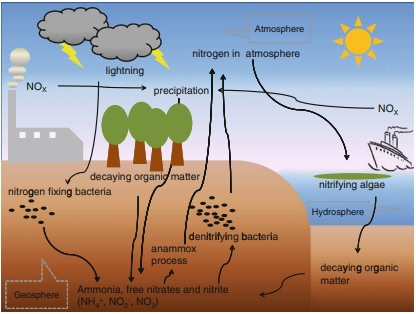 Atmosphere
nitrogen in atmosphere
lightning
NOx
precipitation
NOx
decaying organic matter
nitrogen fixing bacteria
nitrifying algae
Hydrosphere
denitrifying bacteria
anammox
process
decaying organic
matter
Geosphere
Ammonia, free nitrates and nitrite
(NH₄⁺, NO₂⁻, NO₃)